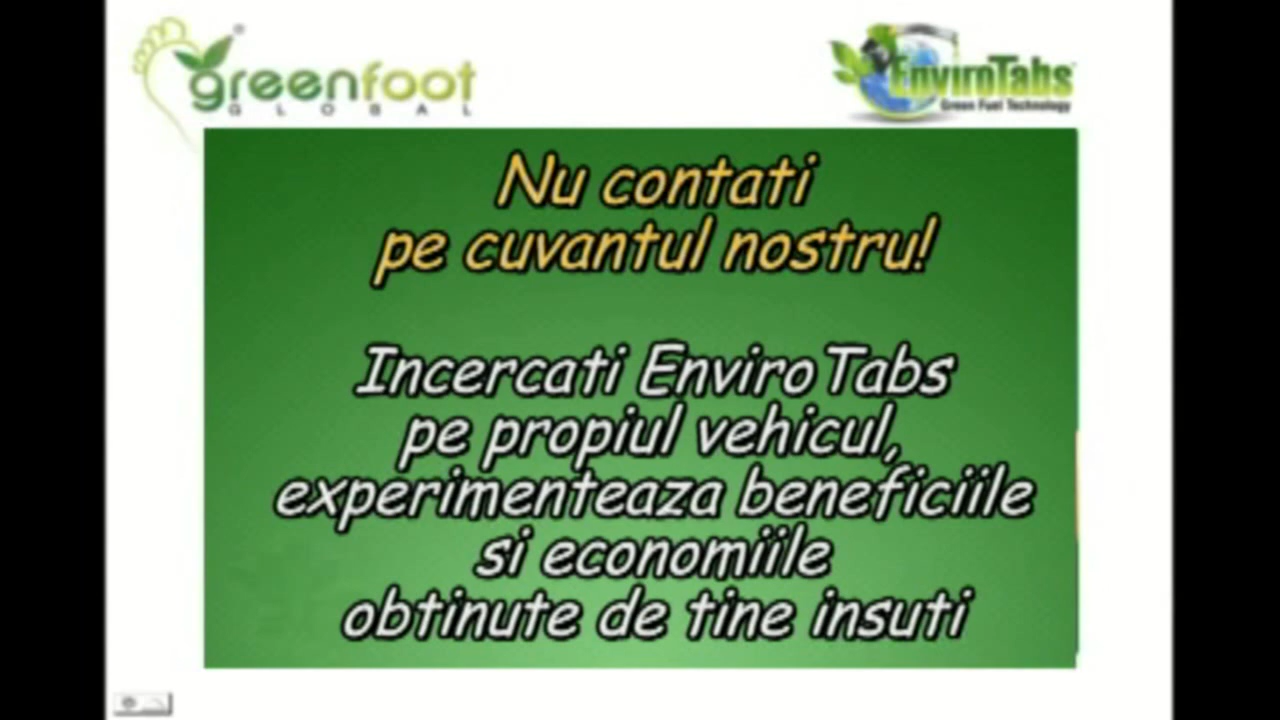 greenfoot
GLOBAL
EnviroTabs
Green Fuel Technology
Nu contati
pe cuvantul nostru!
Incercati EnviroTabs
pe propiul vehicul,
experimenteaza beneficiile
si economiile
obtinute de tine insuti